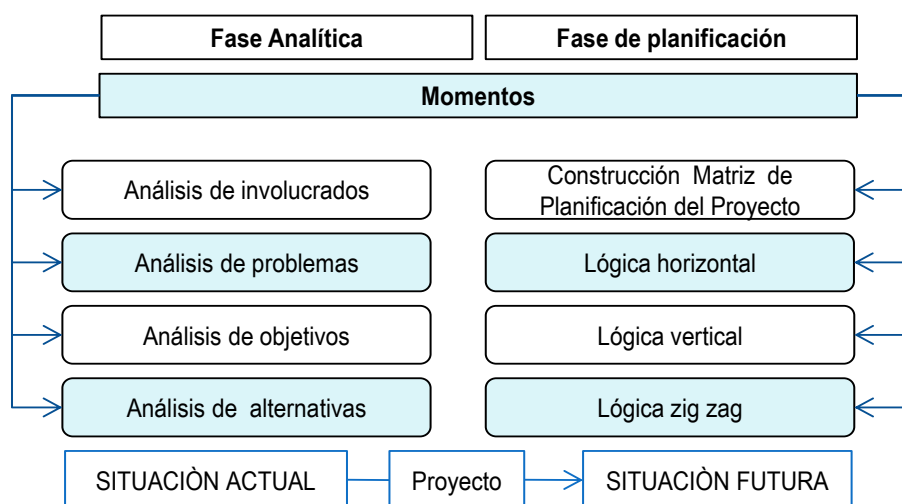 Fase Analítica
Fase de planificación
Momentos
Análisis de involucrados
Construcción Matriz de
Planificación del Proyecto
Análisis de problemas
Lógica horizontal
Análisis de objetivos
Lógica vertical
Análisis de alternativas
Lógica zig zag
SITUACIÒN ACTUAL
Proyecto
SITUACIÒN FUTURA